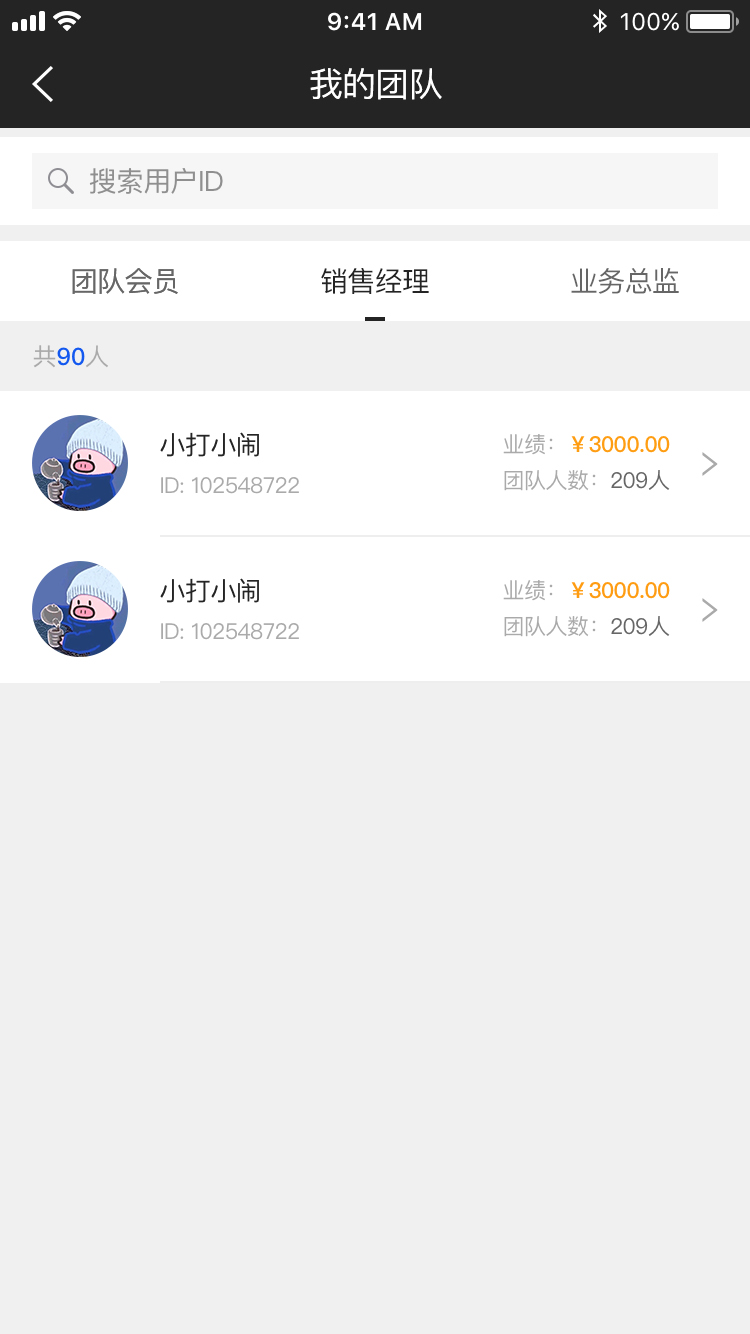 9:41 AM 100%
我的团队
搜索用户ID
团队会员 销售经理 业务总监
共90人
小打小闹 业绩：￥3000.00
ID: 102548722 团队人数：209人
小打小闹 业绩：￥3000.00
ID: 102548722 团队人数：209人